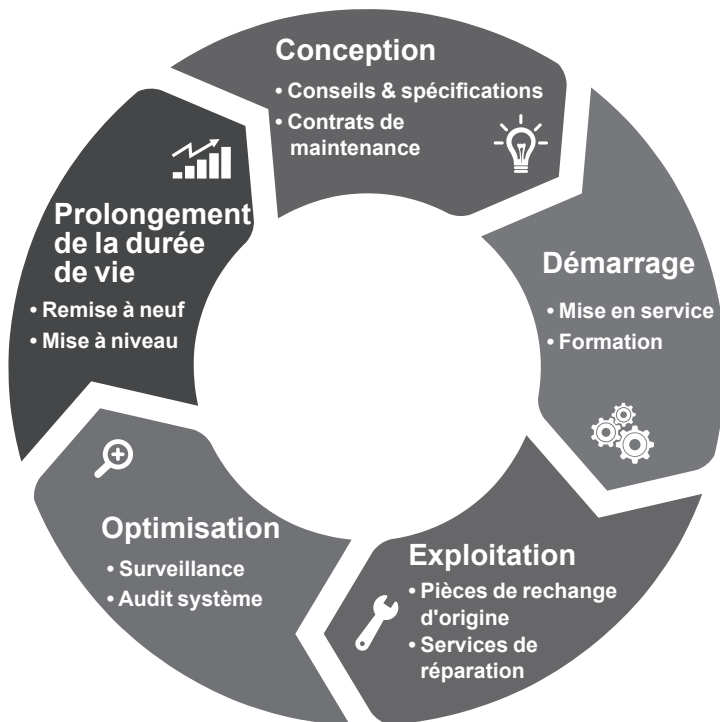 Conception
• Conseils & spécifications
• Contrats de
maintenance
Démarrage
• Mise en service
• Formation
Exploitation
• Pièces de rechange
d'origine
• Services de
réparation
Optimisation
• Surveillance
• Audit système
Prolongement
de la durée
de vie
• Remise à neuf
• Mise à niveau